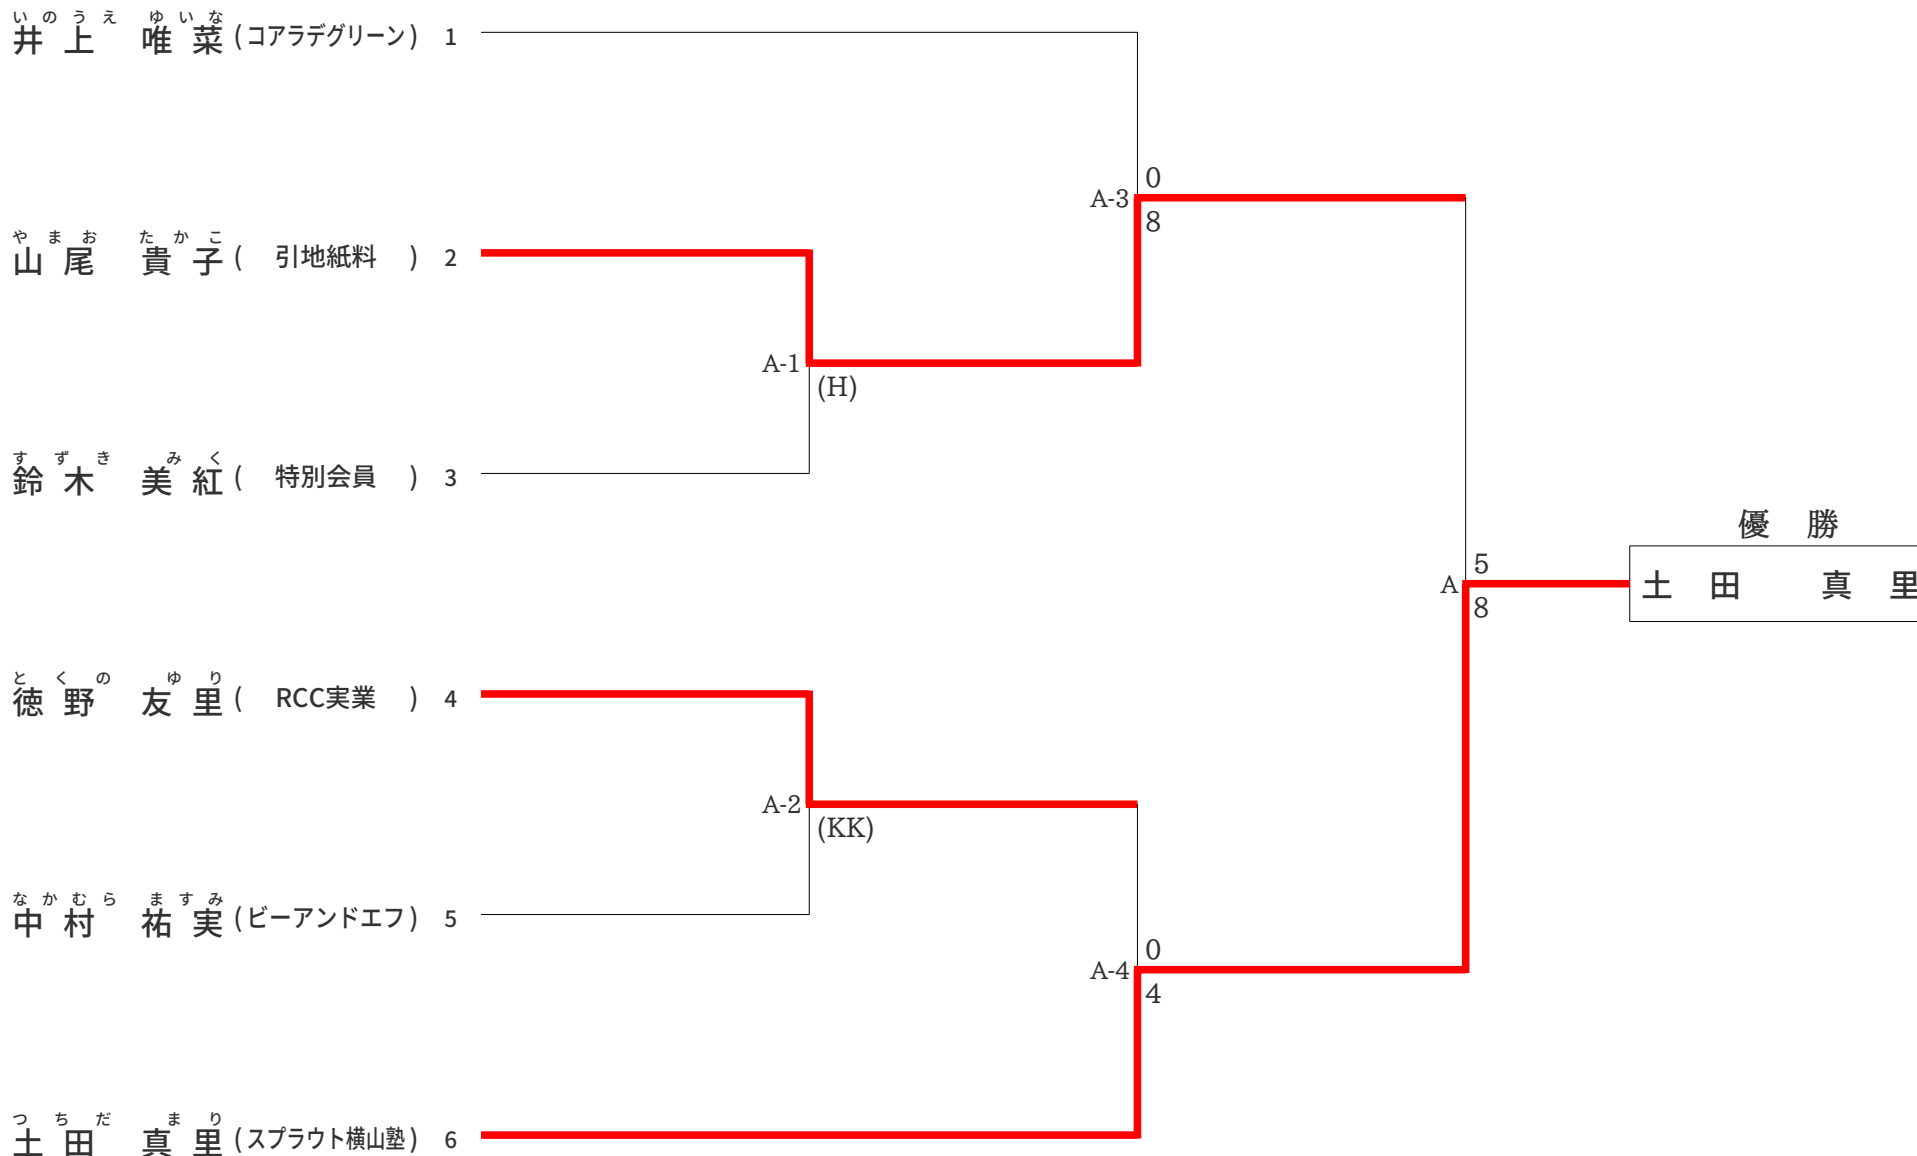 いのうえ ゆいな
井上 唯菜 (コアラデグリーン) 1
0
A-3
8
やまお たかこ
山尾 貴子 ( 引地紙料 ) 2
A-1
(H)
すずき みく
鈴木 美紅 ( 特別会員 ) 3
優 勝
5
A
土田 真里
8
とくの ゆり
徳野 友里 ( RCC実業 ) 4
A-2
(KK)
なかむら ますみ
中村 祐実 (ビーアンドエフ) 5
0
A-4
4
つちだ まり
土田 真里 (スプラウト横山塾) 6